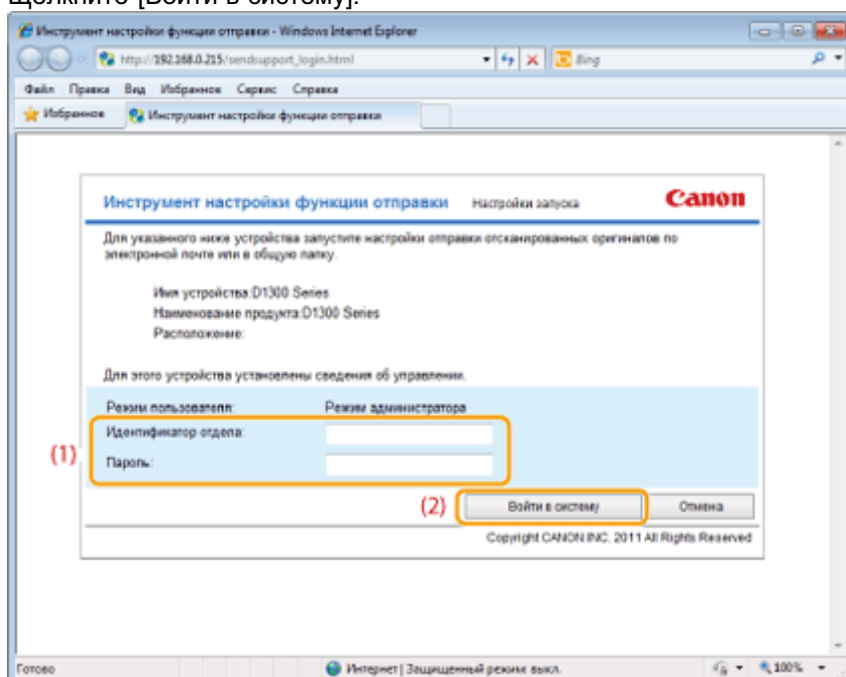 Щелкните [Войти в систему].
Инструмент настройки функции отправки - Windows Internet Explorer
http://192.168.0.215/sendsupport_login.html
Bing
Файл Правка Вид Избранное Сервис Справка
Избранное Инструмент настройки функции отправки
Инструмент настройки функции отправки Настройки запуска Canon
Для указанного ниже устройства запустите настройки отправки отсканированных оригиналов по
электронной почте или в общую папку.
Имя устройства:D1300 Series
Наименование продукта:D1300 Series
Расположение:
Для этого устройства установлены сведения об управлении.
Режим пользователя: Режим администратора
Идентификатор отдела:
(1)
Пароль:
(2) Войти в систему Отмена
Copyright CANON INC. 2011 All Rights Reserved
Готово Интернет | Защищенный режим: выкл. 100%